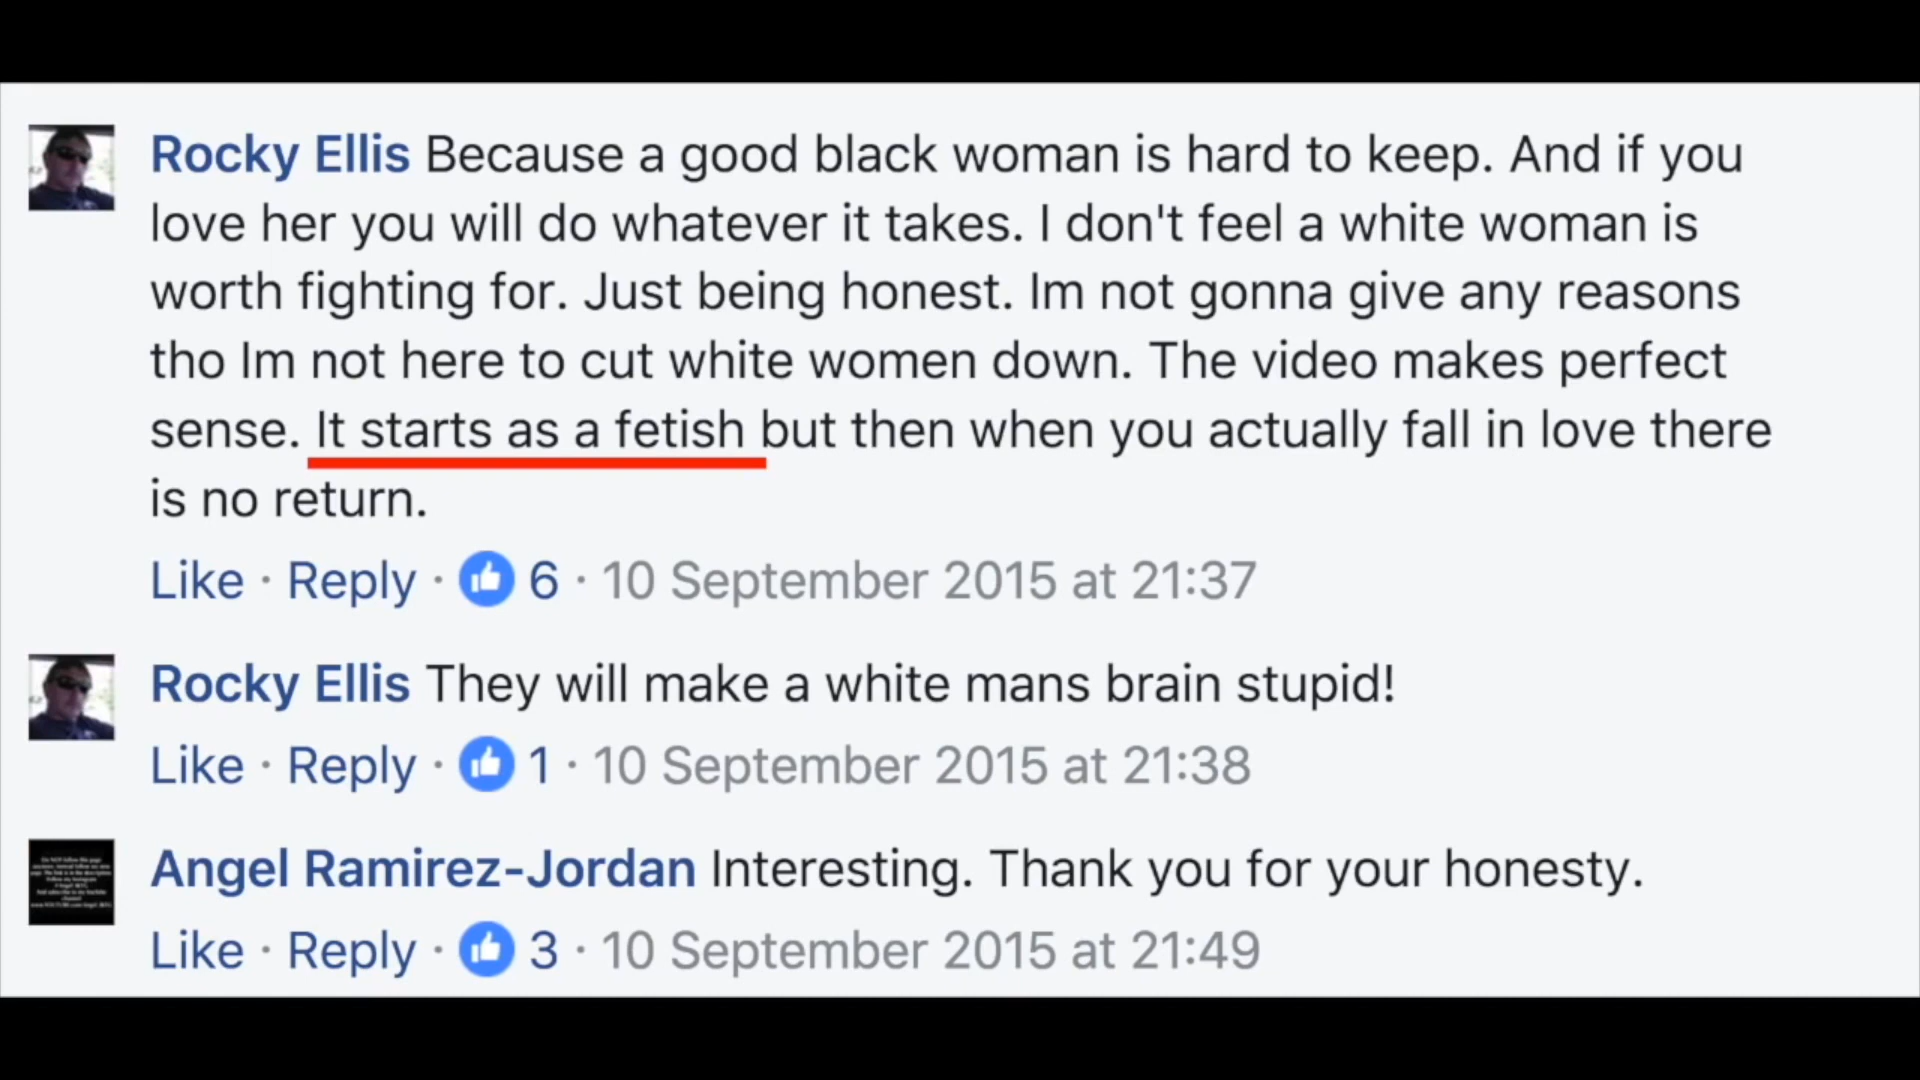 Rocky Ellis Because a good black woman is hard to keep. And if you
love her you will do whatever it takes. I don't feel a white woman is
worth fighting for. Just being honest. Im not gonna give any reasons
tho Im not here to cut white women down. The video makes perfect
sense. It starts as a fetish but then when you actually fall in love there
is no return.
Like · Reply · 6 · 10 September 2015 at 21:37
Rocky Ellis They will make a white mans brain stupid!
Like · Reply · 1 · 10 September 2015 at 21:38
Angel Ramirez-Jordan Interesting. Thank you for your honesty.
Like · Reply · 3 · 10 September 2015 at 21:49